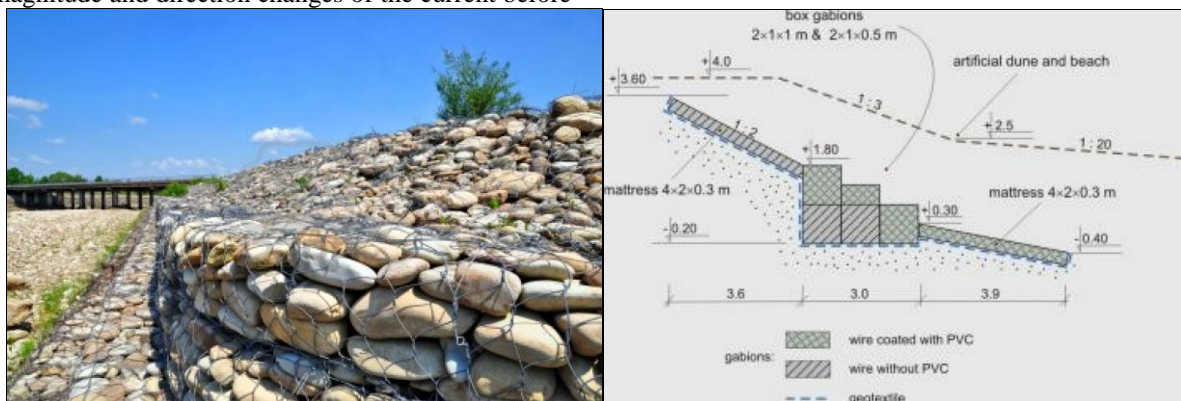 magnitude and direction changes of the current before
box gabions
2×1×1 m & 2×1×0.5 m
artificial dune and beach
+4.0
+3.60
1:3
+2.5
1:2
1:20
+1.80
mattress 4×2×0.3 m
mattress 4×2×0.3 m
+0.30
-0.20
-0.40
3.6
3.0
3.9
wire coated with PVC
gabions:
wire without PVC
geotextile